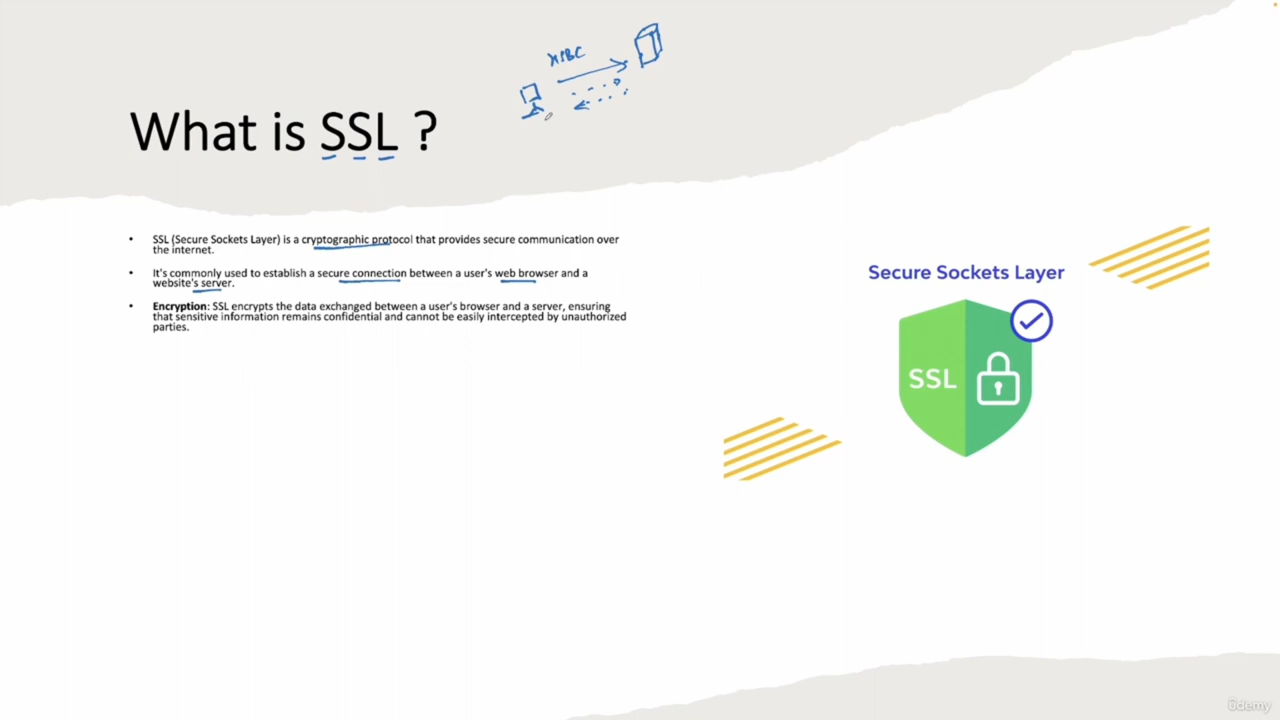 What is SSL ?
• SSL (Secure Sockets Layer) is a cryptographic protocol that provides secure communication over
the internet.
• It's commonly used to establish a secure connection between a user's web browser and a
website's server.
• Encryption: SSL encrypts the data exchanged between a user's browser and a server, ensuring
that sensitive information remains confidential and cannot be easily intercepted by unauthorized
parties.
Secure Sockets Layer
SSL
ûdemy